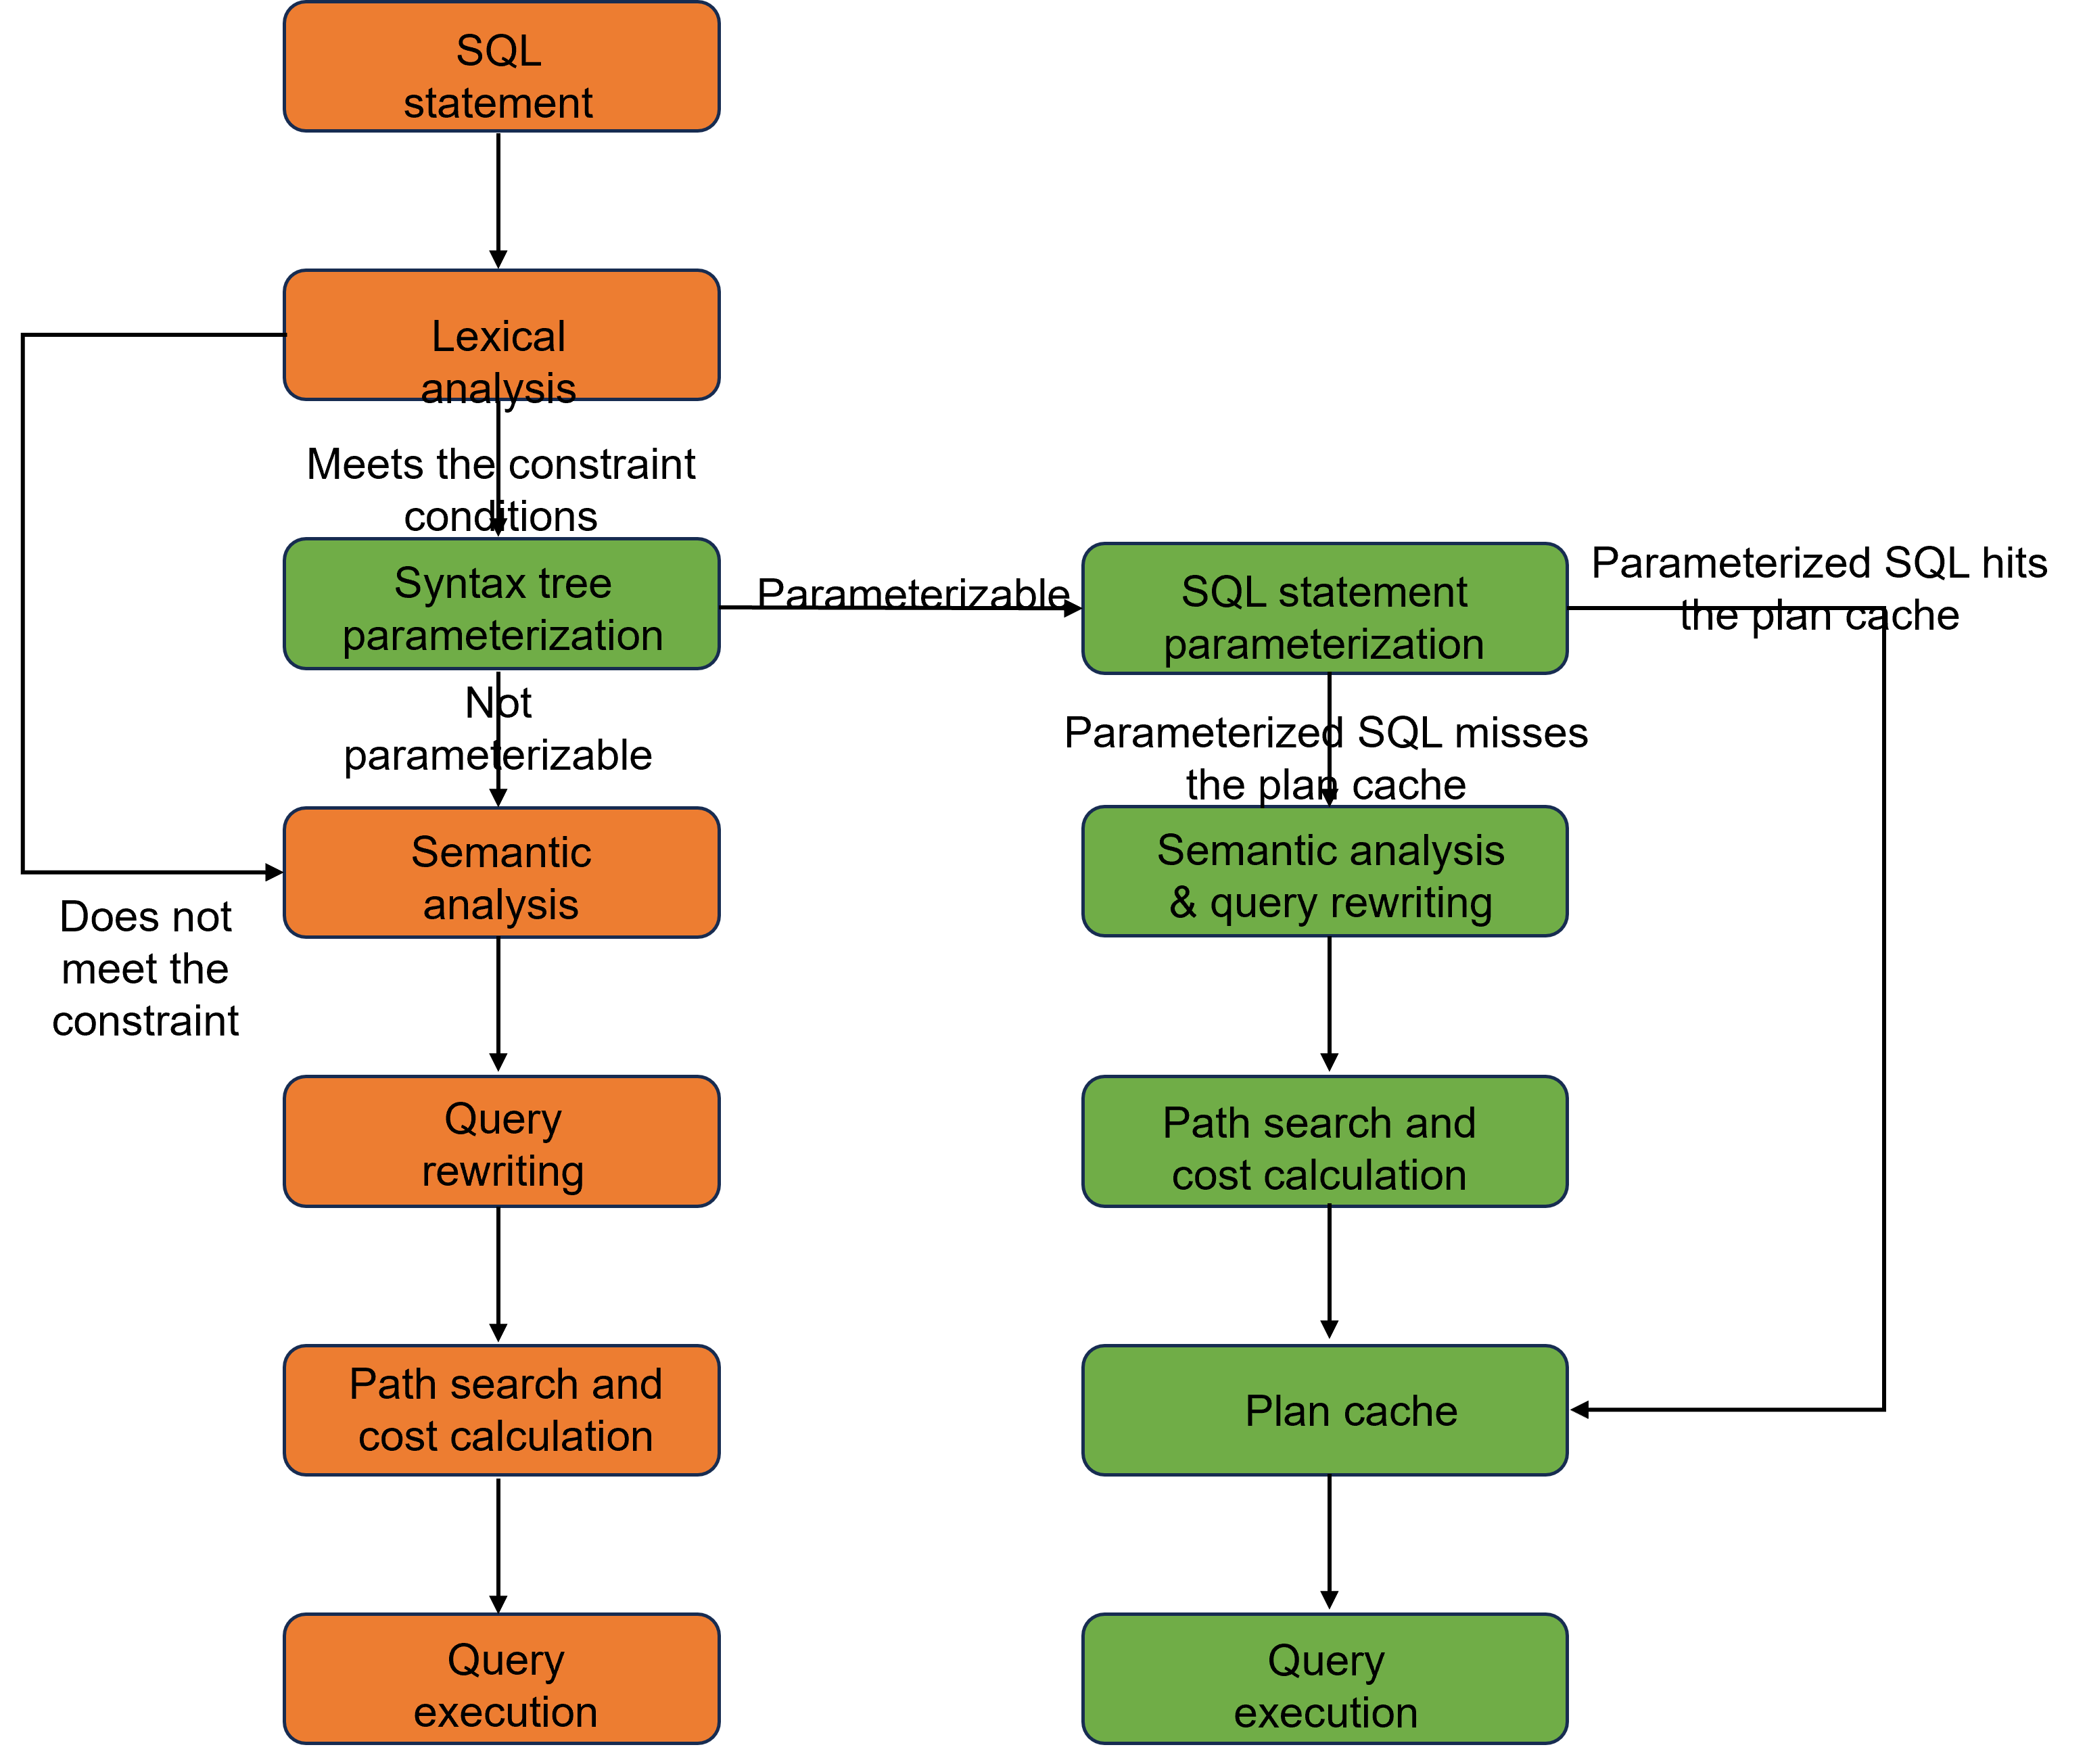 SQL
statement
Lexical
analysis
Meets the constraint
conditions
Syntax tree
parameterization
Parameterizable
SQL statement
parameterization
Parameterized SQL hits
the plan cache
Not
parameterizable
Parameterized SQL misses
the plan cache
Semantic
analysis
Semantic analysis
& query rewriting
Does not
meet the
constraint
Query
rewriting
Path search and
cost calculation
Path search and
cost calculation
Plan cache
Query
execution
Query
execution